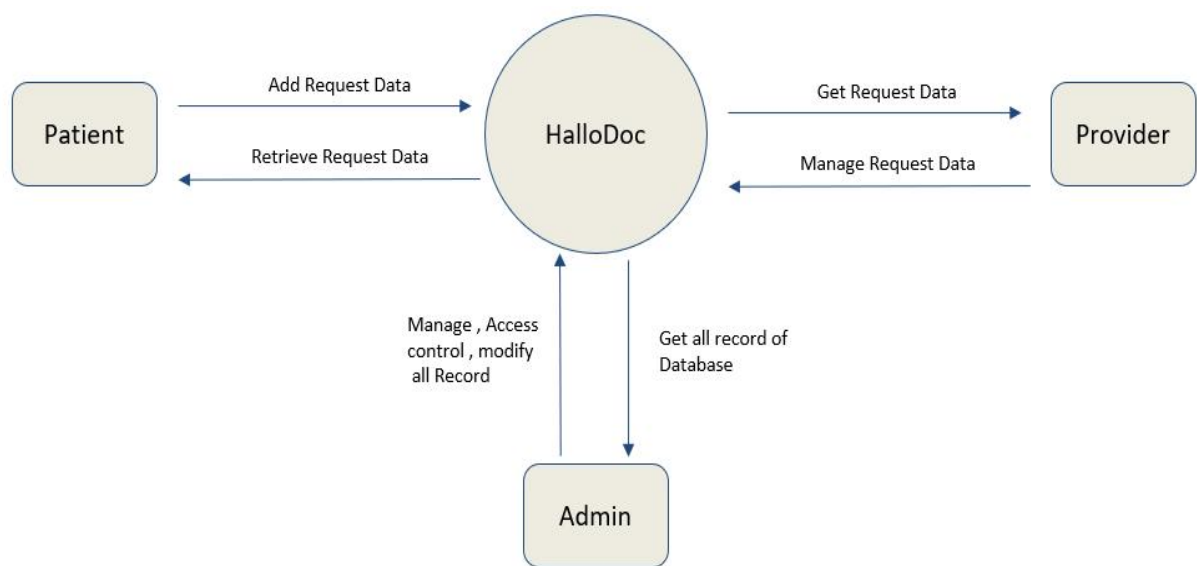 Add Request Data
Get Request Data
Patient
HalloDoc
Provider
Retrieve Request Data
Manage Request Data
Manage , Access
control , modify
all Record
Get all record of
Database
Admin